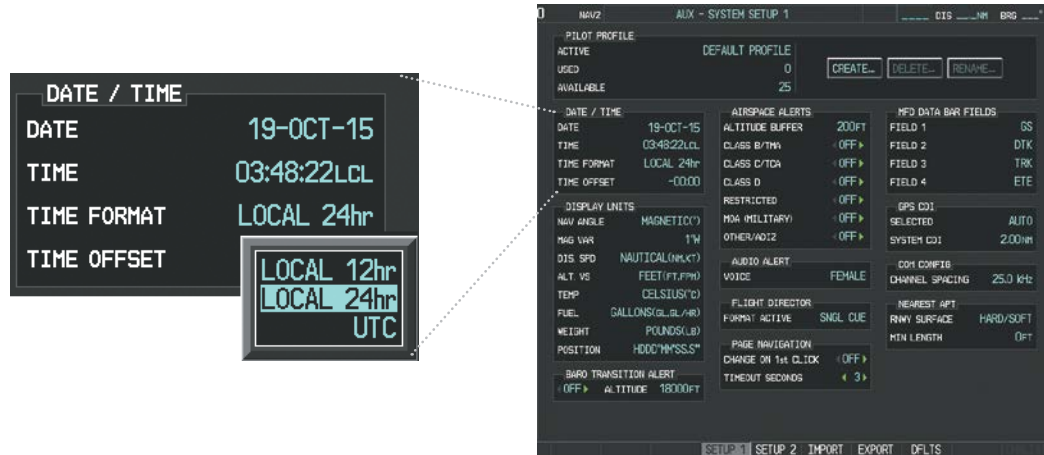 DATE / TIME
DATE 19-OCT-15
TIME 03:48:22LCL
TIME FORMAT LOCAL 24hr
TIME OFFSET
LOCAL 12hr
LOCAL 24hr
UTC
NAV2 AUX - SYSTEM SETUP 1 ____ DIS ___NM BRG ___°
PILOT PROFILE
ACTIVE DEFAULT PROFILE
USED 0
AVAILABLE 25
CREATE… DELETE… RENAME…
DATE / TIME
DATE 19-OCT-15
TIME 03:48:22LCL
TIME FORMAT LOCAL 24hr
TIME OFFSET -00:00
DISPLAY UNITS
NAV ANGLE MAGNETIC(°)
MAG VAR 1°W
DIS, SPD NAUTICAL(NM,KT)
ALT, VS FEET(FT,FPM)
TEMP CELSIUS(°C)
FUEL GALLONS(GL,GL/HR)
WEIGHT POUNDS(LB)
POSITION HDDD°MM'SS.S"
BARO TRANSITION ALERT
OFF ALTITUDE 18000FT
AIRSPACE ALERTS
ALTITUDE BUFFER 200FT
CLASS B/TMA OFF
CLASS C/TCA OFF
CLASS D OFF
RESTRICTED OFF
MOA (MILITARY) OFF
OTHER/ADIZ OFF
AUDIO ALERT
VOICE FEMALE
FLIGHT DIRECTOR
FORMAT ACTIVE SNGL CUE
PAGE NAVIGATION
CHANGE ON 1st CLICK OFF
TIMEOUT SECONDS 3
MFD DATA BAR FIELDS
FIELD 1 GS
FIELD 2 DTK
FIELD 3 TRK
FIELD 4 ETE
GPS CDI
SELECTED AUTO
SYSTEM CDI 2.00NM
COM CONFIG
CHANNEL SPACING 25.0 kHz
NEAREST APT
RNWY SURFACE HARD/SOFT
MIN LENGTH 0FT
SETUP 1 SETUP 2 IMPORT EXPORT DFLTS